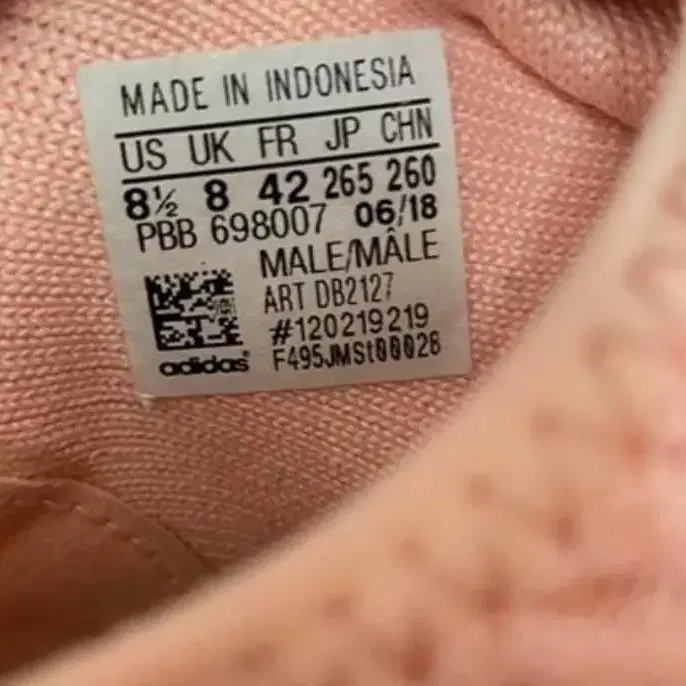 MADE IN INDONESIA
US UK FR JP CHN
8½ 8 42 265 260
PBB 698007 06/18
MALE/MÂLE
ART DB2127
#120219219
F495JMSt00026
adidas